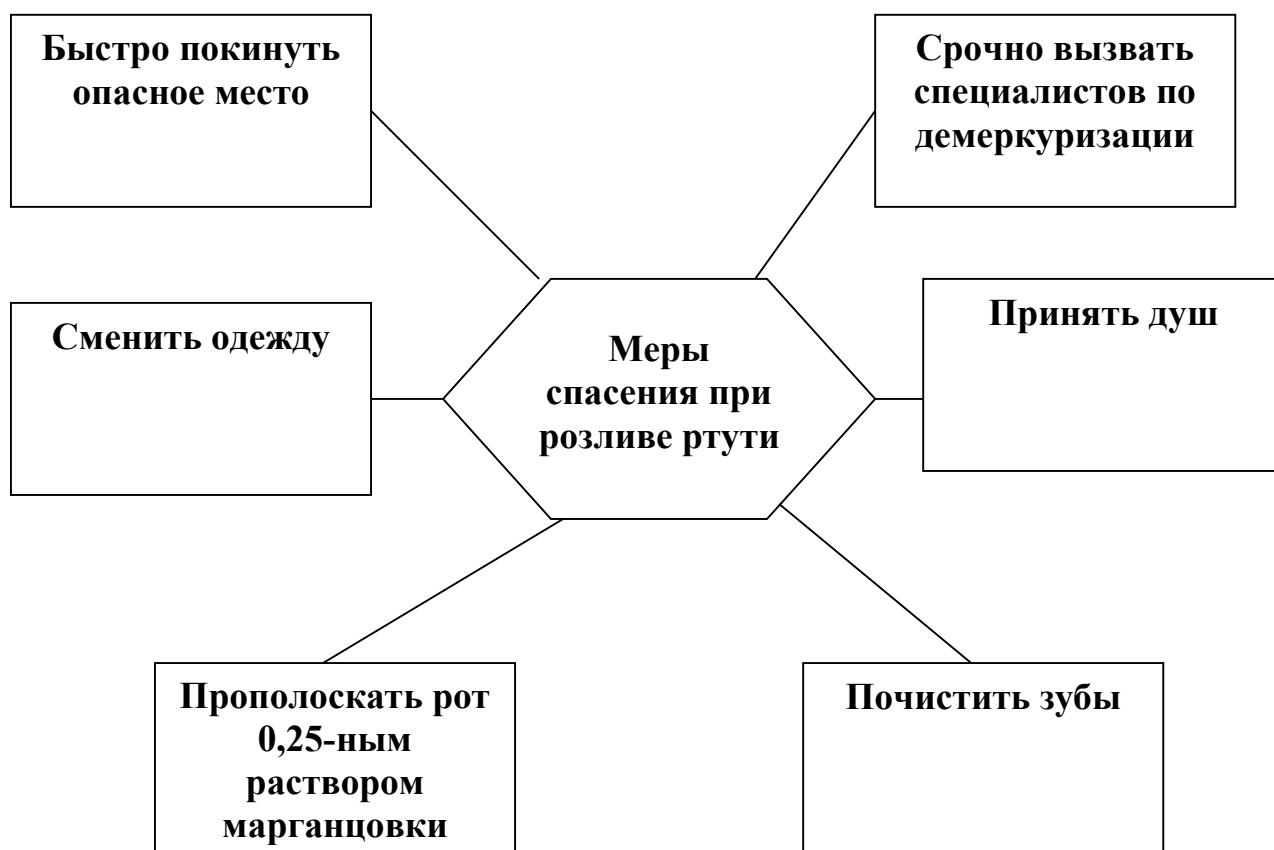 Быстро покинуть
опасное место
Срочно вызвать
специалистов по
демеркуризации
Сменить одежду
Меры
спасения при
розливе ртути
Принять душ
Прополоскать рот
0,25-ным
раствором
марганцовки
Почистить зубы